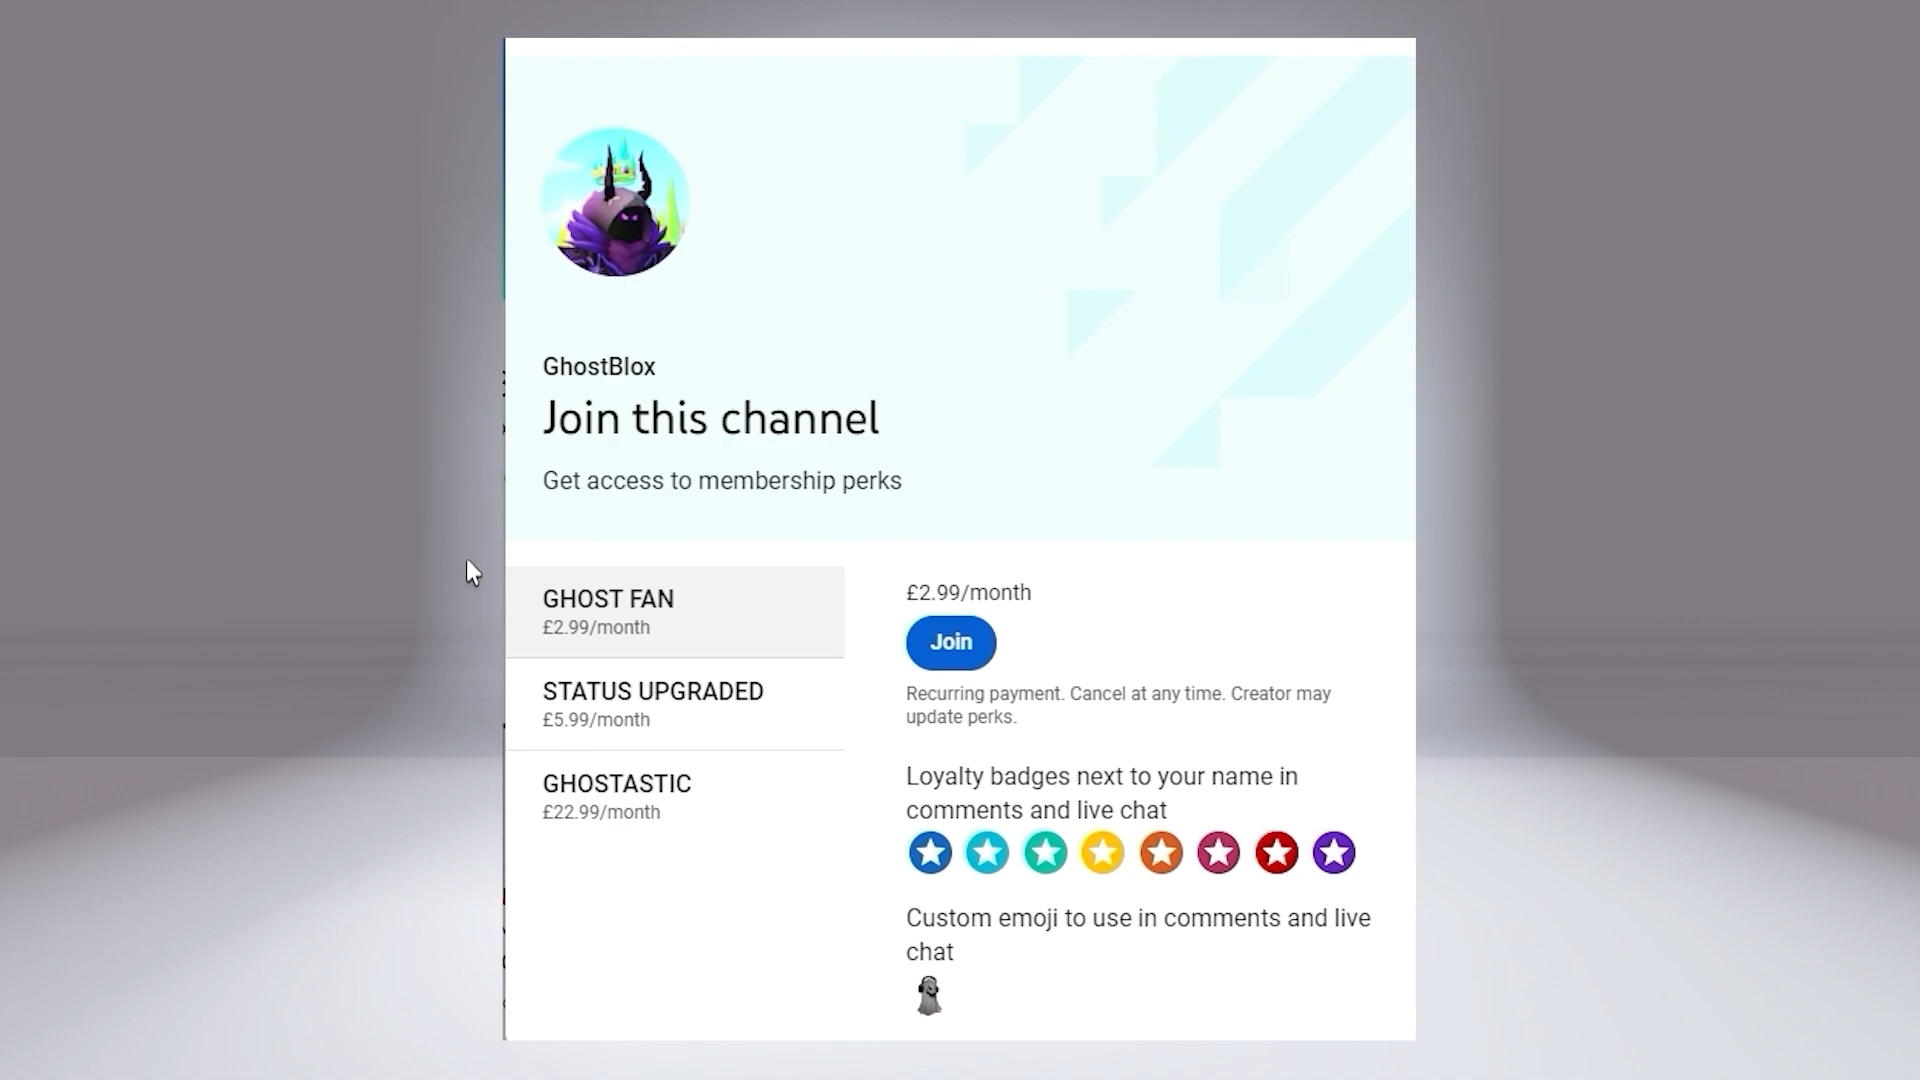 GhostBlox
Join this channel
Get access to membership perks
GHOST FAN
£2.99/month
STATUS UPGRADED
£5.99/month
GHOSTASTIC
£22.99/month
£2.99/month
Join
Recurring payment. Cancel at any time. Creator may
update perks.
Loyalty badges next to your name in
comments and live chat
Custom emoji to use in comments and live
chat